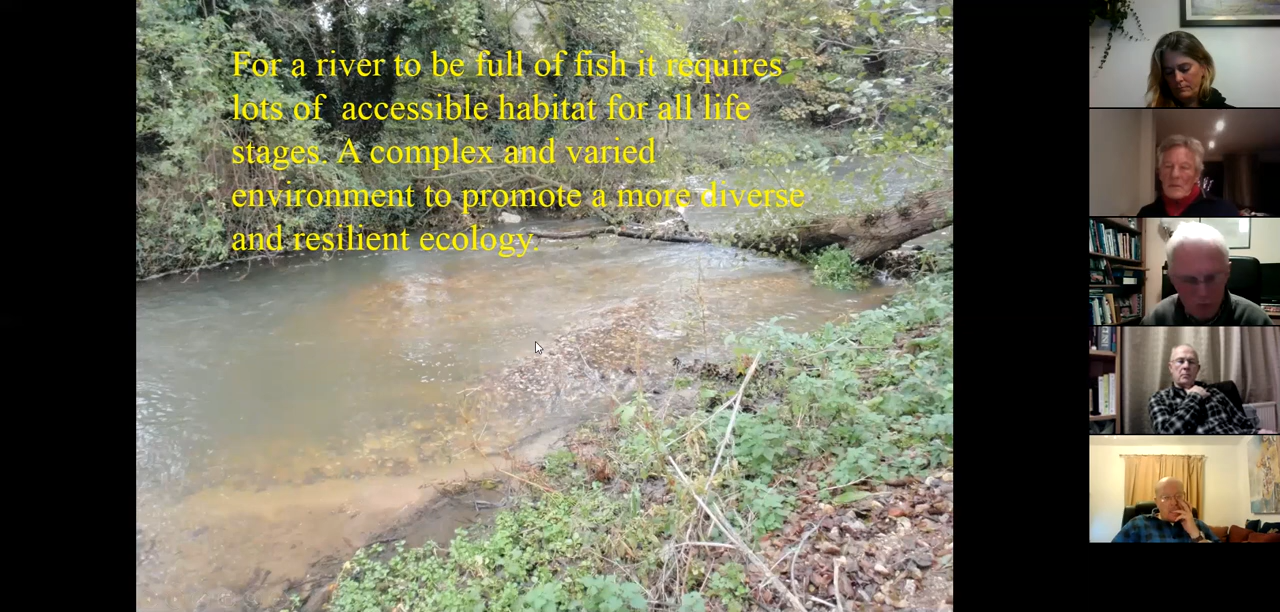 For a river to be full of fish it requires
lots of  accessible habitat for all life
stages. A complex and varied
environment to promote a more diverse
and resilient ecology.